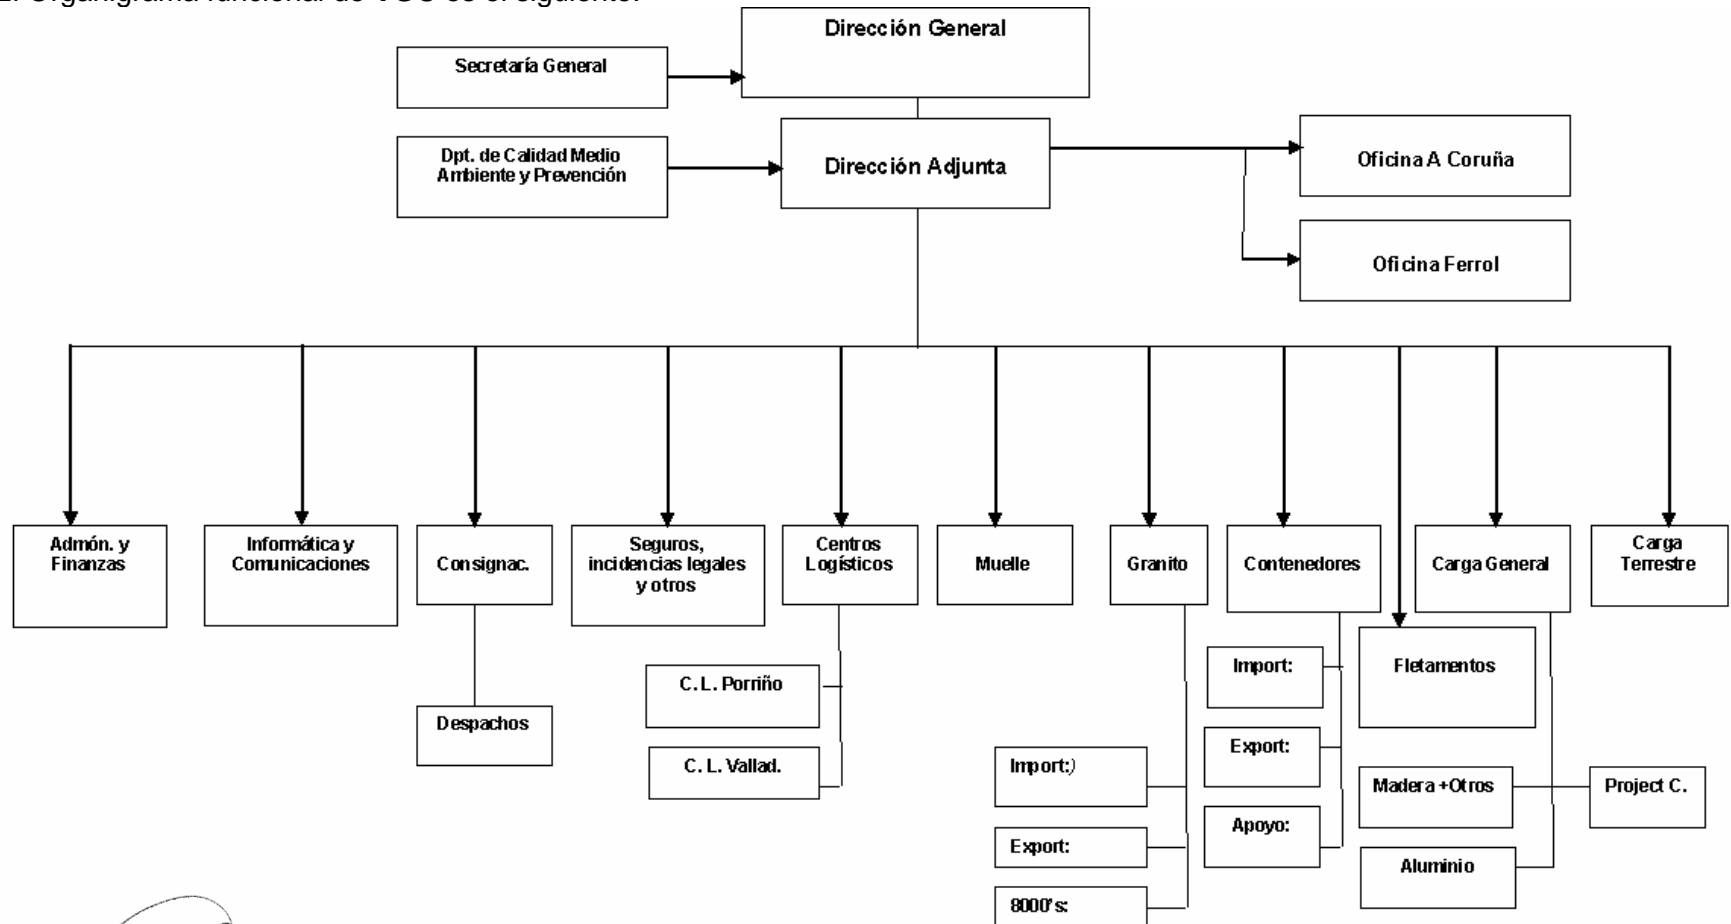 Dirección General
Secretaría General
Dpt. de Calidad Medio
Ambiente y Prevención
Dirección Adjunta
Oficina A Coruña
Oficina Ferrol
Admón. y
Finanzas
Informática y
Comunicaciones
Consignac.
Seguros,
incidencias legales
y otros
Centros
Logísticos
Muelle
Granito
Contenedores
Carga General
Carga
Terrestre
Import:
Fletamentos
C. L. Porriño
Despachos
Export:
C. L. Vallad.
Import:)
Madera +Otros
Project C.
Apoyo:
Export:
Aluminio
8000's: